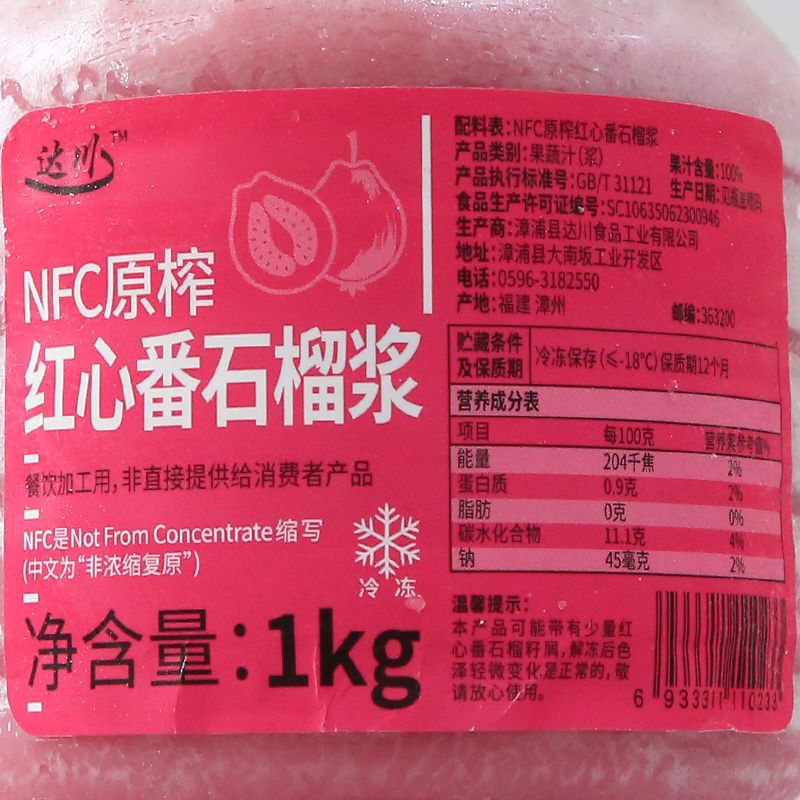 达川™
NFC原榨
红心番石榴浆
餐饮加工用,非直接提供给消费者产品
NFC是Not From Concentrate缩写
(中文为“非浓缩复原”)
冷冻
净含量:1kg
配料表:NFC原榨红心番石榴浆
产品类别:果蔬汁(浆)
果汁含量:100%
产品执行标准号:GB/T 31121
生产日期:见瓶盖喷码
食品生产许可证编号:SC10635062300946
生产商:漳浦县达川食品工业有限公司
地址:漳浦县大南坂工业开发区
电话:0596-3182550
产地:福建 漳州
邮编:363200
贮藏条件及保质期
冷冻保存(≤-18℃)保质期12个月
营养成分表
项目 每100克 营养素参考值%
能量 204千焦 2%
蛋白质 0.9克 2%
脂肪 0克 0%
碳水化合物 11.1克 4%
钠 45毫克 2%
温馨提示:
本产品可能带有少量红
心番石榴籽屑,解冻后色
泽轻微变化是正常的,敬
请放心使用。
6 933311 110233